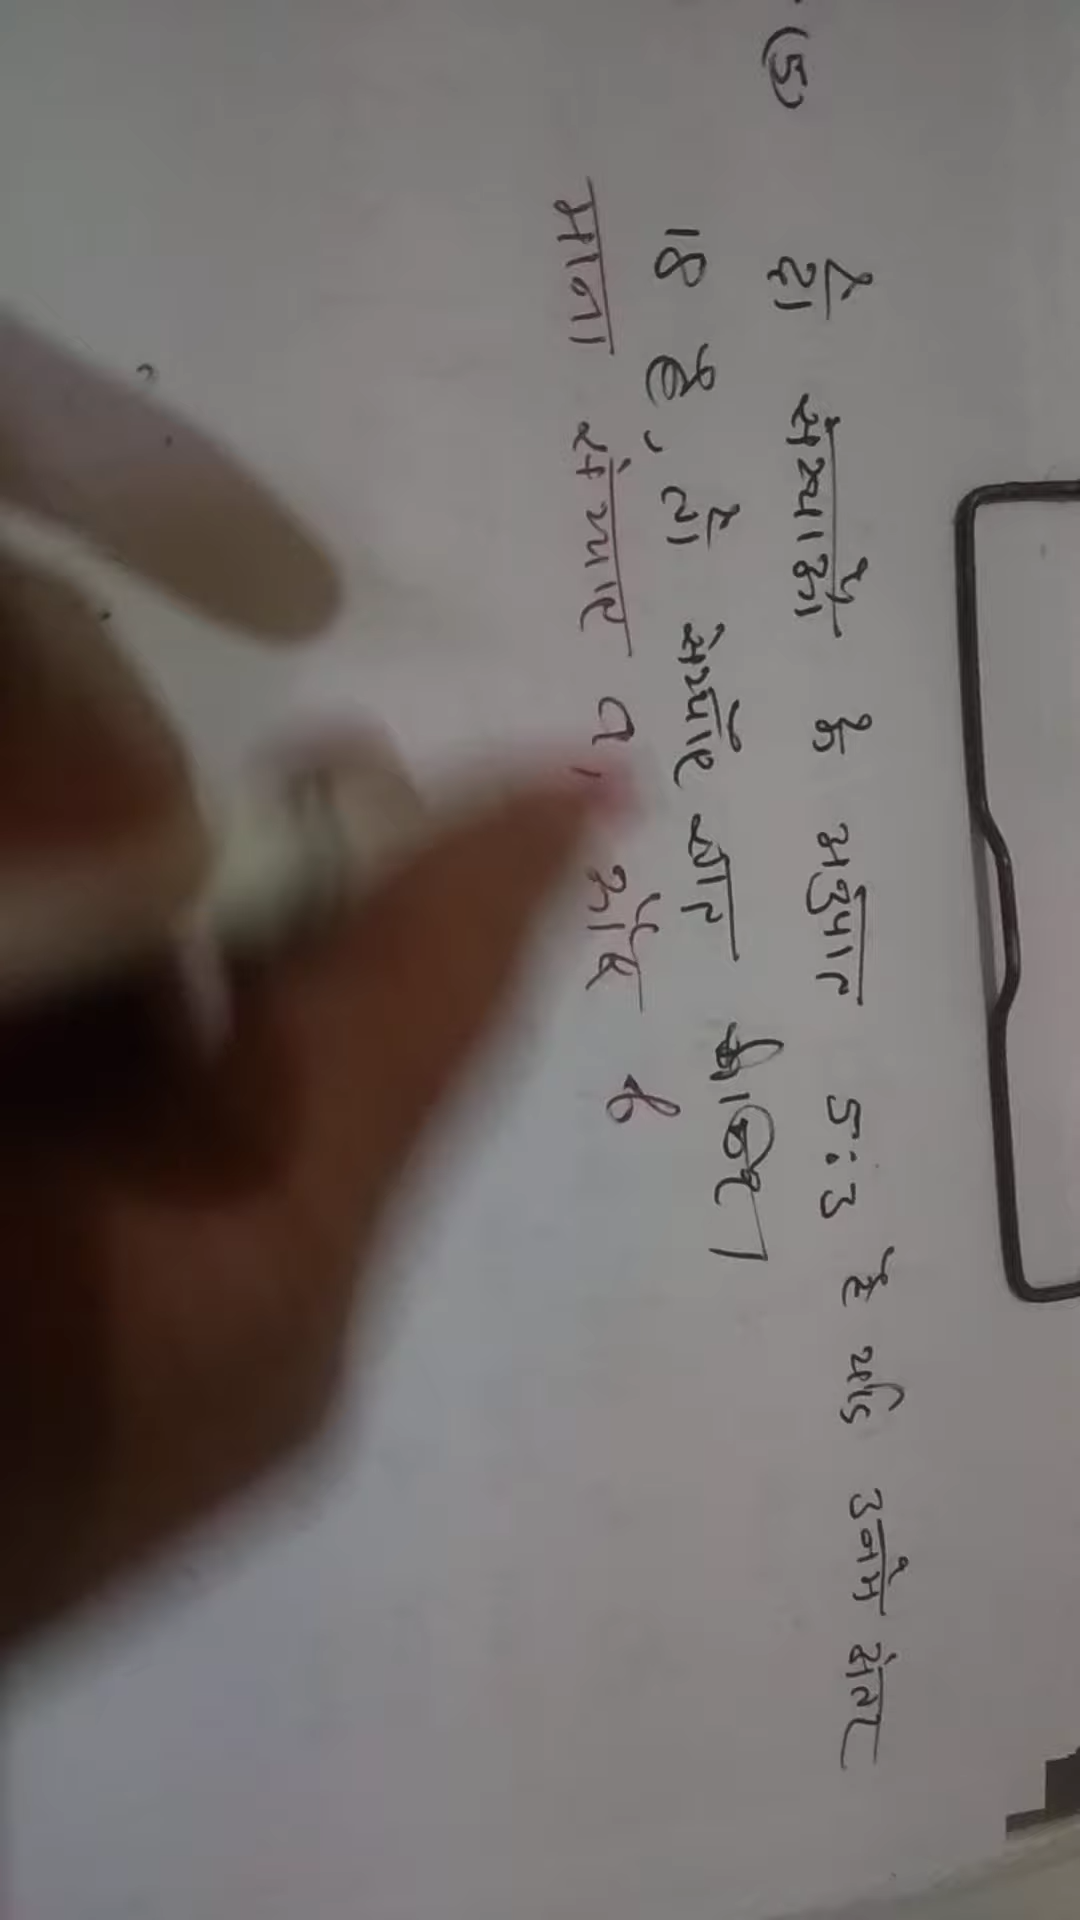 (5) दो संख्याओं के अनुपात 5:3 है यदि उनमें अंतर
18 है, तो संख्याएँ ज्ञात कीजिए।
माना संख्याए a, और b